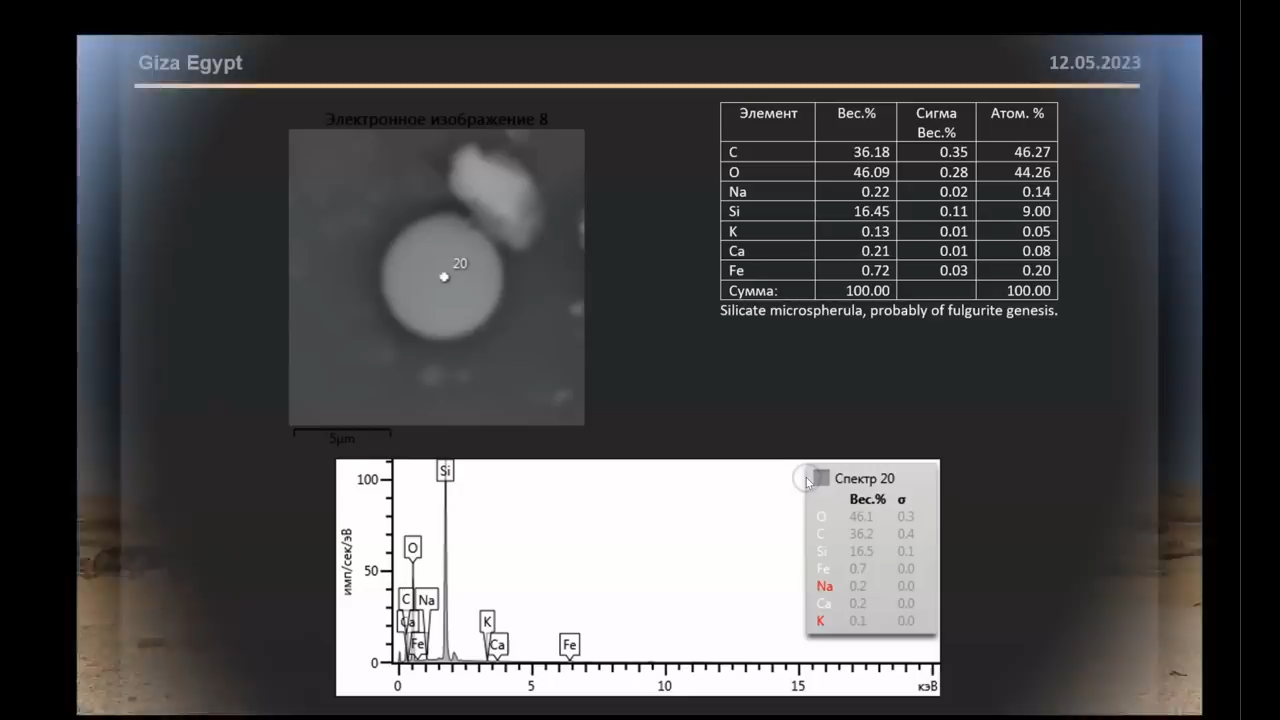 Giza Egypt
12.05.2023
Электронное изображение 8
20
5µm
Элемент Вес.% Сигма Вес.% Атом. %
C 36.18 0.35 46.27
O 46.09 0.28 44.26
Na 0.22 0.02 0.14
Si 16.45 0.11 9.00
K 0.13 0.01 0.05
Ca 0.21 0.01 0.08
Fe 0.72 0.03 0.20
Сумма: 100.00 100.00
Silicate microspherula, probably of fulgurite genesis.
имп/сек/эВ
100
50
0
Si
O
C
Na
Ca
Fe
K
Ca
Fe
0 5 10 15 кэВ
Спектр 20
Вес.% σ
O 46.1 0.3
C 36.2 0.4
Si 16.5 0.1
Fe 0.7 0.0
Na 0.2 0.0
Ca 0.2 0.0
K 0.1 0.0